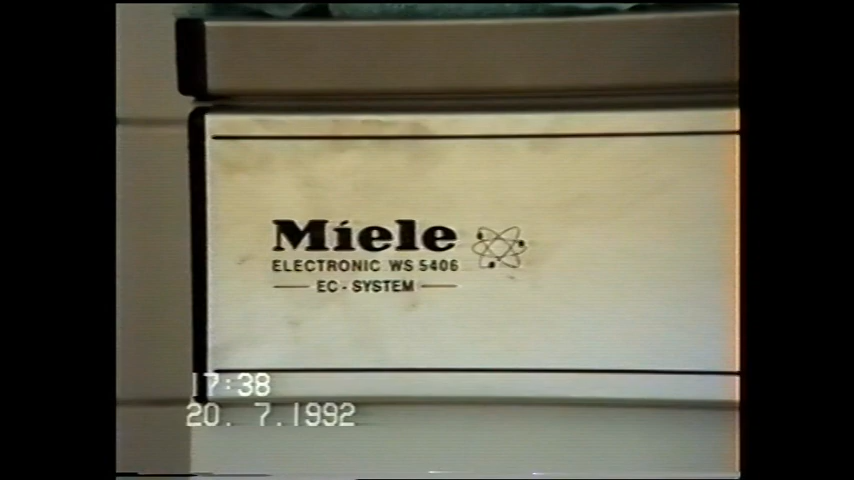 Miele
ELECTRONIC WS 5406
EC - SYSTEM
17:38
20. 7.1992